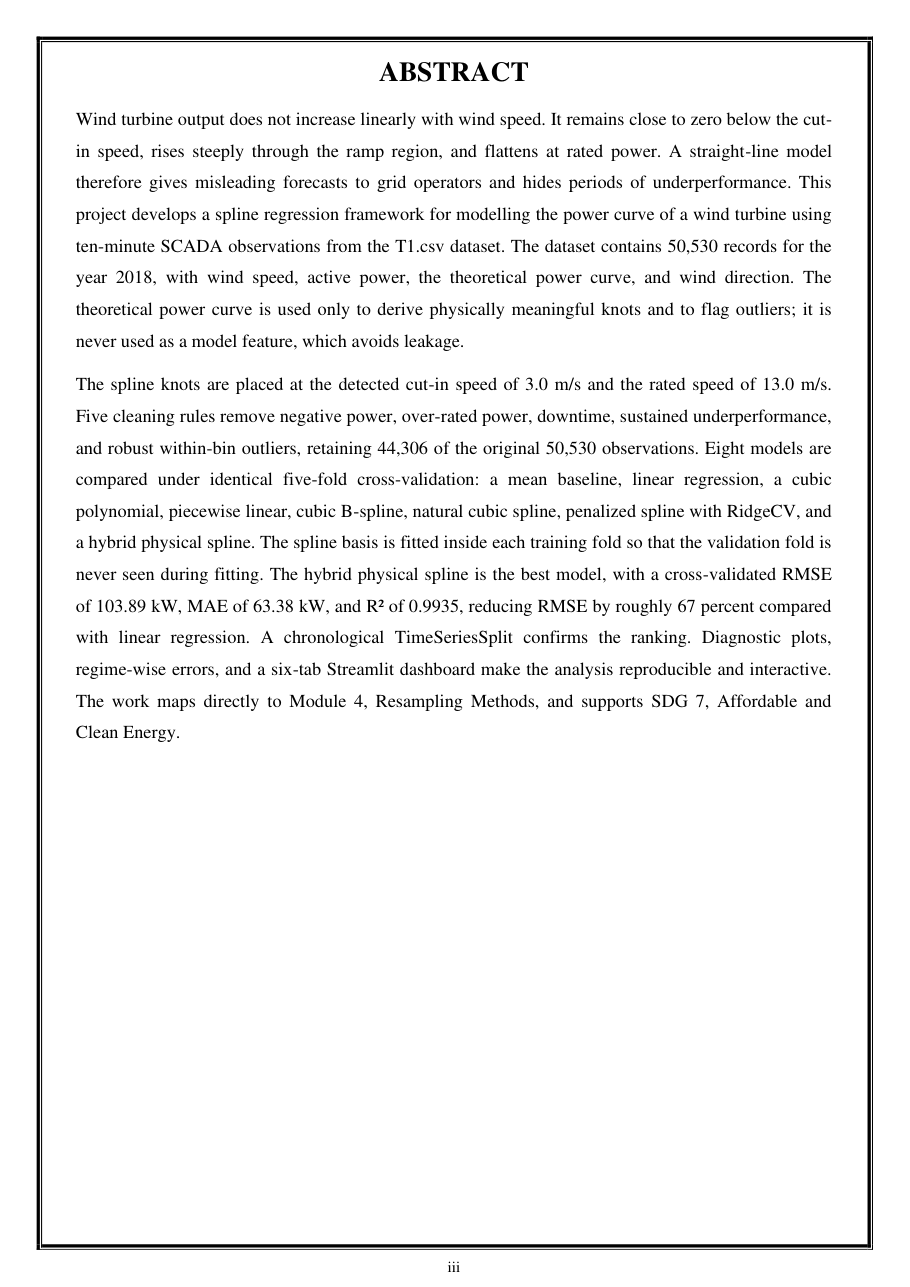 ABSTRACT
Wind turbine output does not increase linearly with wind speed. It remains close to zero below the cut-
in speed, rises steeply through the ramp region, and flattens at rated power. A straight-line model
therefore gives misleading forecasts to grid operators and hides periods of underperformance. This
project develops a spline regression framework for modelling the power curve of a wind turbine using
ten-minute SCADA observations from the T1.csv dataset. The dataset contains 50,530 records for the
year 2018, with wind speed, active power, the theoretical power curve, and wind direction. The
theoretical power curve is used only to derive physically meaningful knots and to flag outliers; it is
never used as a model feature, which avoids leakage.
The spline knots are placed at the detected cut-in speed of 3.0 m/s and the rated speed of 13.0 m/s.
Five cleaning rules remove negative power, over-rated power, downtime, sustained underperformance,
and robust within-bin outliers, retaining 44,306 of the original 50,530 observations. Eight models are
compared under identical five-fold cross-validation: a mean baseline, linear regression, a cubic
polynomial, piecewise linear, cubic B-spline, natural cubic spline, penalized spline with RidgeCV, and
a hybrid physical spline. The spline basis is fitted inside each training fold so that the validation fold is
never seen during fitting. The hybrid physical spline is the best model, with a cross-validated RMSE
of 103.89 kW, MAE of 63.38 kW, and R² of 0.9935, reducing RMSE by roughly 67 percent compared
with linear regression. A chronological TimeSeriesSplit confirms the ranking. Diagnostic plots,
regime-wise errors, and a six-tab Streamlit dashboard make the analysis reproducible and interactive.
The work maps directly to Module 4, Resampling Methods, and supports SDG 7, Affordable and
Clean Energy.
iii